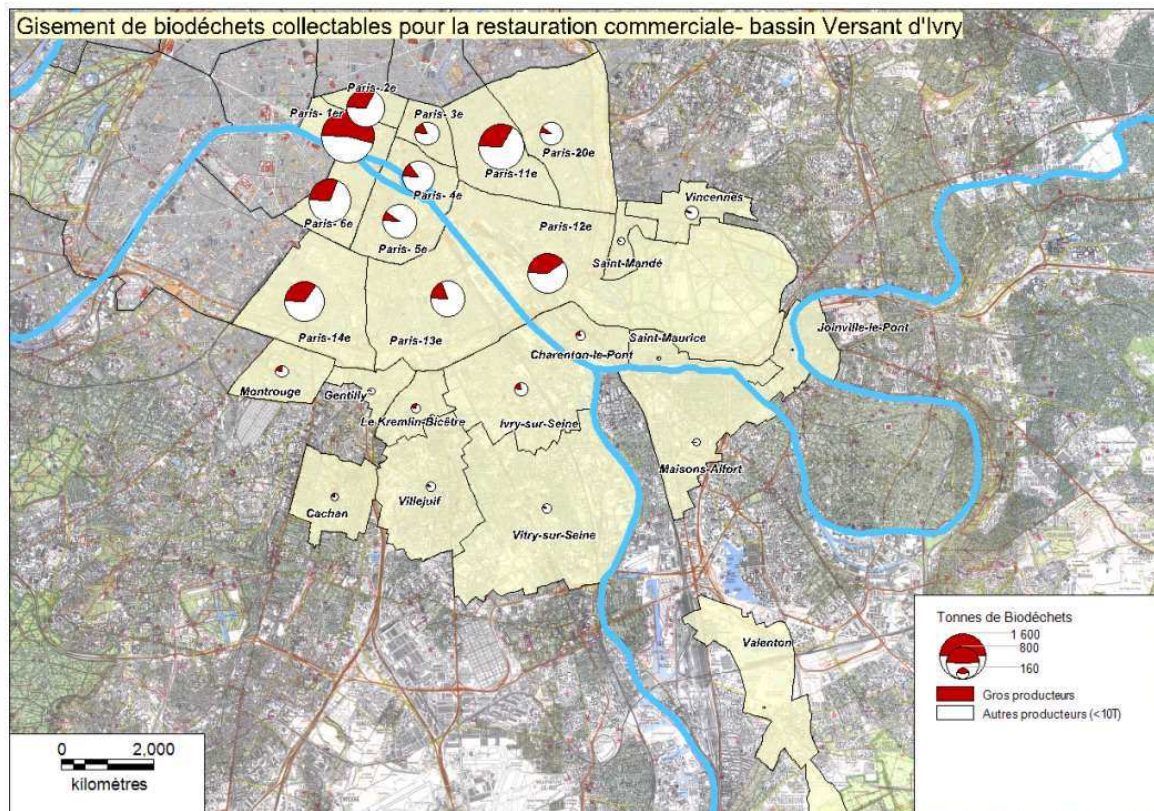 Gisement de biodéchets collectables pour la restauration commerciale- bassin Versant d'Ivry
Paris- 2e
Paris- 1er
Paris- 3e
Paris-20e
Paris-11e
Paris- 4e
Vincennes
Paris- 6e
Paris-12e
Paris- 5e
Saint-Mandé
Joinville-le-Pont
Paris-14e
Paris-13e
Saint-Maurice
Charenton-le-Pont
Montrouge
Gentilly
Le Kremlin-Bicêtre
Ivry-sur-Seine
Maisons-Alfort
Cachan
Villejuif
Vitry-sur-Seine
Valenton
Tonnes de Biodéchets
1 600
800
160
Gros producteurs
Autres producteurs (<10T)
0 2,000
kilomètres